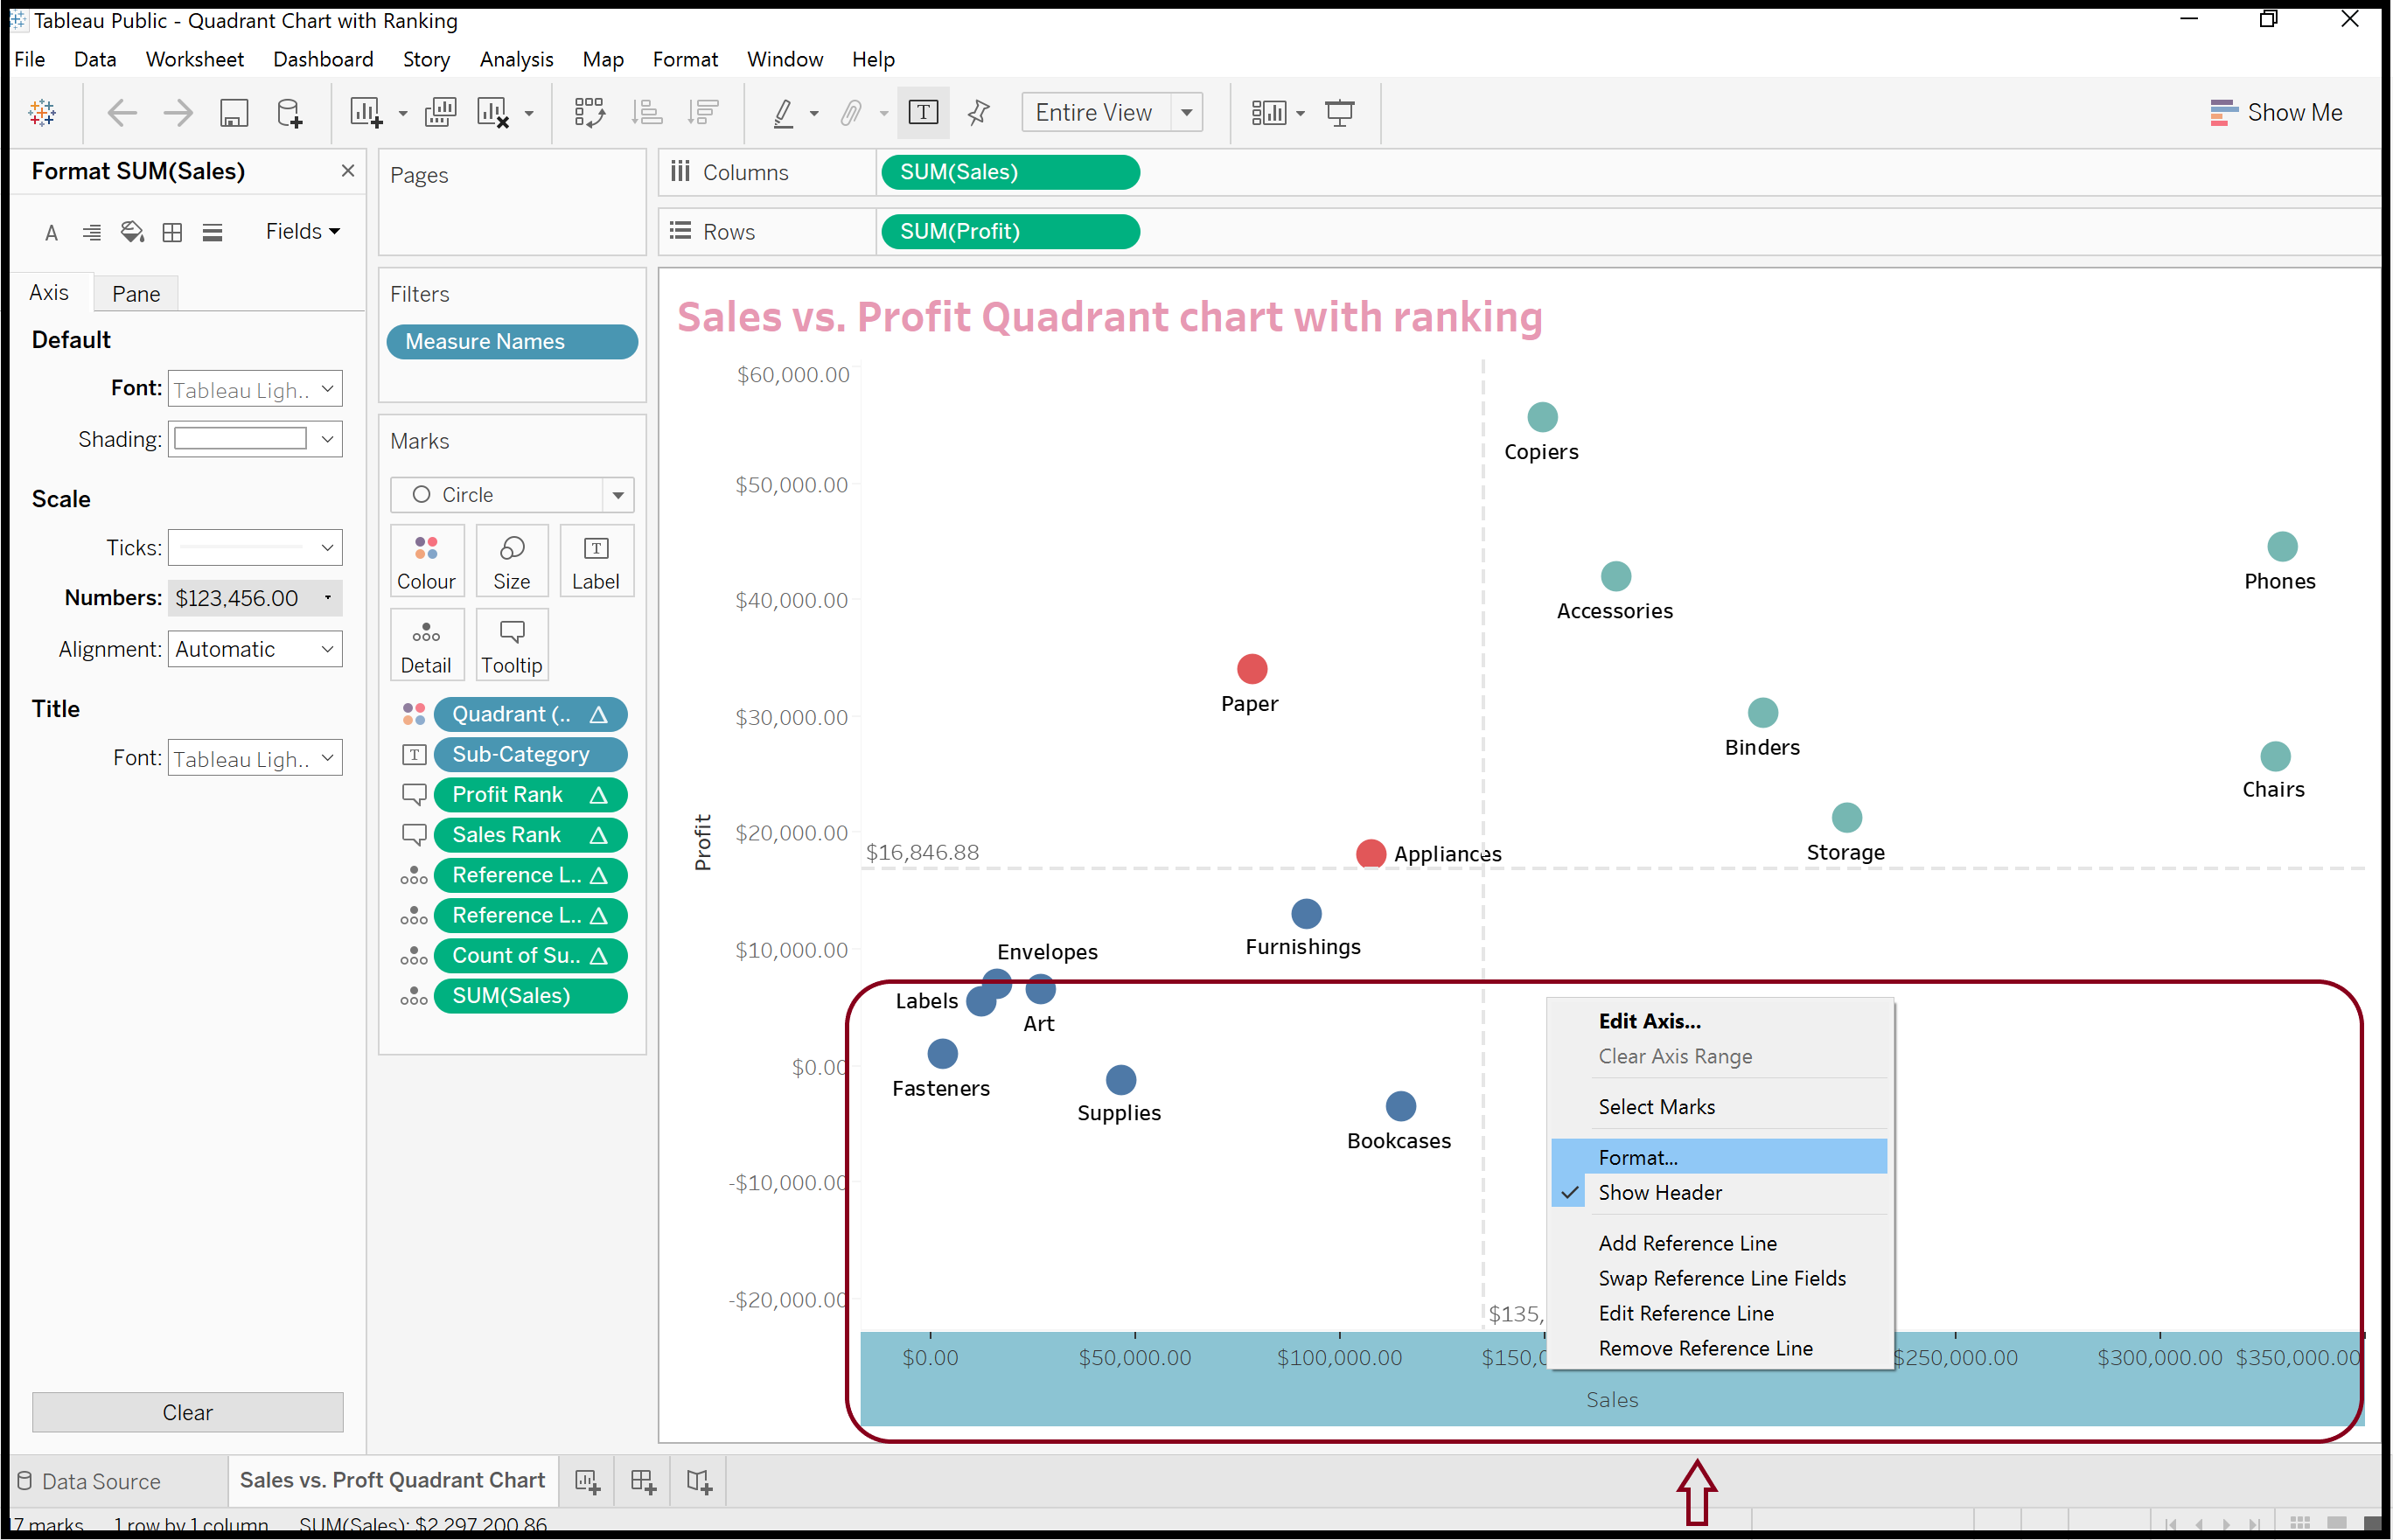 Tableau Public - Quadrant Chart with Ranking
File Data Worksheet Dashboard Story Analysis Map Format Window Help
Entire View
Show Me
Format SUM(Sales)
Fields
Axis Pane
Default
Font: Tableau Ligh..
Shading:
Scale
Ticks:
Numbers: $123,456.00
Alignment: Automatic
Title
Font: Tableau Ligh..
Clear
Pages
Filters
Measure Names
Marks
Circle
Colour Size Label
Detail Tooltip
Quadrant (..
Sub-Category
Profit Rank
Sales Rank
Reference L..
Reference L..
Count of Su..
SUM(Sales)
Columns SUM(Sales)
Rows SUM(Profit)
Sales vs. Profit Quadrant chart with ranking
$60,000.00
Copiers
$50,000.00
Phones
$40,000.00
Accessories
Paper
$30,000.00
Binders
Chairs
$20,000.00
Profit
$16,846.88
Appliances
Storage
$10,000.00
Furnishings
Envelopes
Labels
Art
$0.00
Fasteners
Supplies
Bookcases
-$10,000.00
-$20,000.00
$135,
Edit Axis...
Clear Axis Range
Select Marks
Format...
Show Header
Add Reference Line
Swap Reference Line Fields
Edit Reference Line
Remove Reference Line
$0.00 $50,000.00 $100,000.00 $150,0 $250,000.00 $300,000.00 $350,000.00
Sales
Data Source
Sales vs. Proft Quadrant Chart
17 marks 1 row by 1 column SUM(Sales): $2,297,200.86